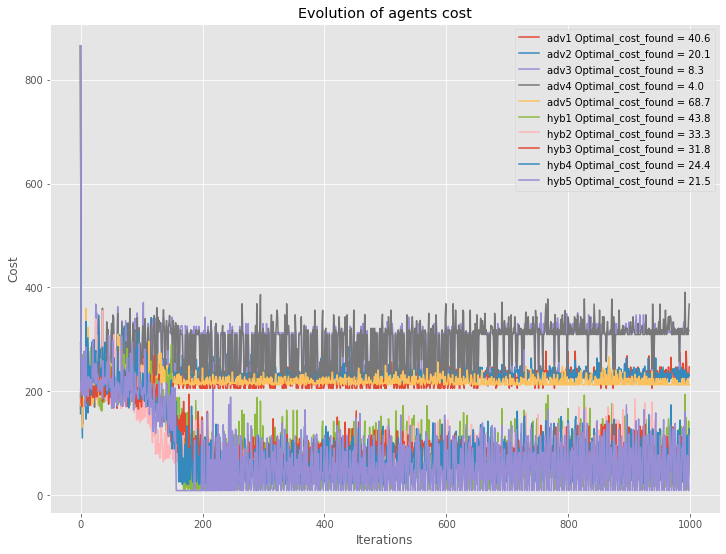 Evolution of agents cost
adv1 Optimal_cost_found = 40.6
adv2 Optimal_cost_found = 20.1
adv3 Optimal_cost_found = 8.3
adv4 Optimal_cost_found = 4.0
adv5 Optimal_cost_found = 68.7
hyb1 Optimal_cost_found = 43.8
hyb2 Optimal_cost_found = 33.3
hyb3 Optimal_cost_found = 31.8
hyb4 Optimal_cost_found = 24.4
hyb5 Optimal_cost_found = 21.5
800
600
400
200
0
Cost
0 200 400 600 800 1000
Iterations